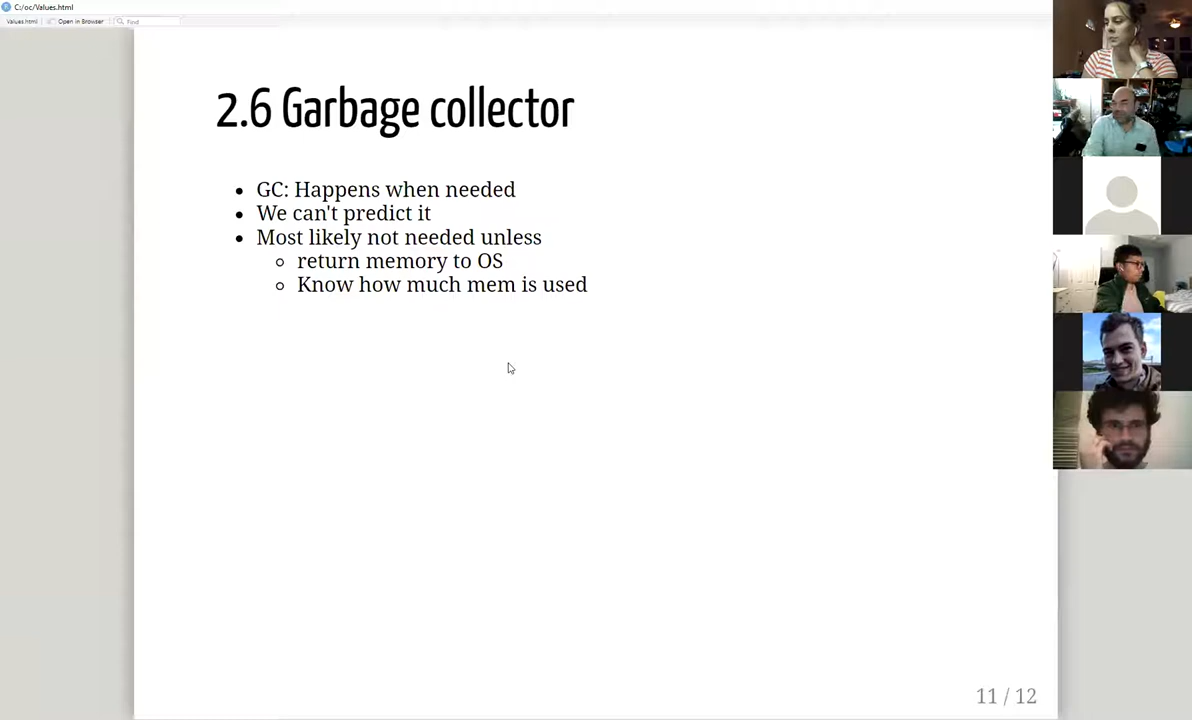 C:/oc/Values.html
Values.html Open in Browser Find
2.6 Garbage collector
GC: Happens when needed
We can't predict it
Most likely not needed unless
return memory to OS
Know how much mem is used
11 / 12